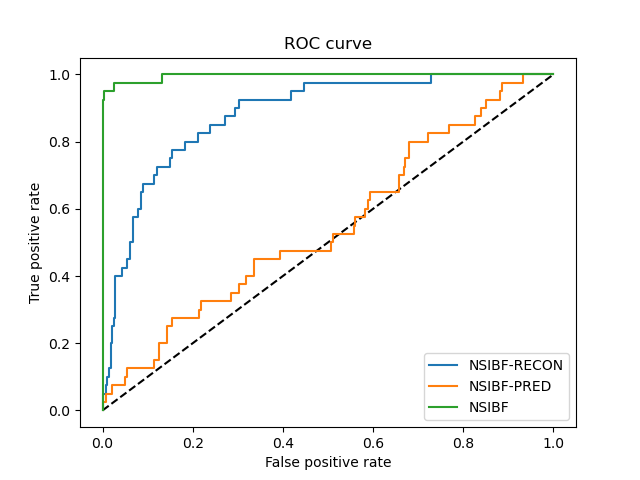 ROC curve
True positive rate
1.0
0.8
0.6
0.4
0.2
0.0
0.0 0.2 0.4 0.6 0.8 1.0
False positive rate
NSIBF-RECON
NSIBF-PRED
NSIBF